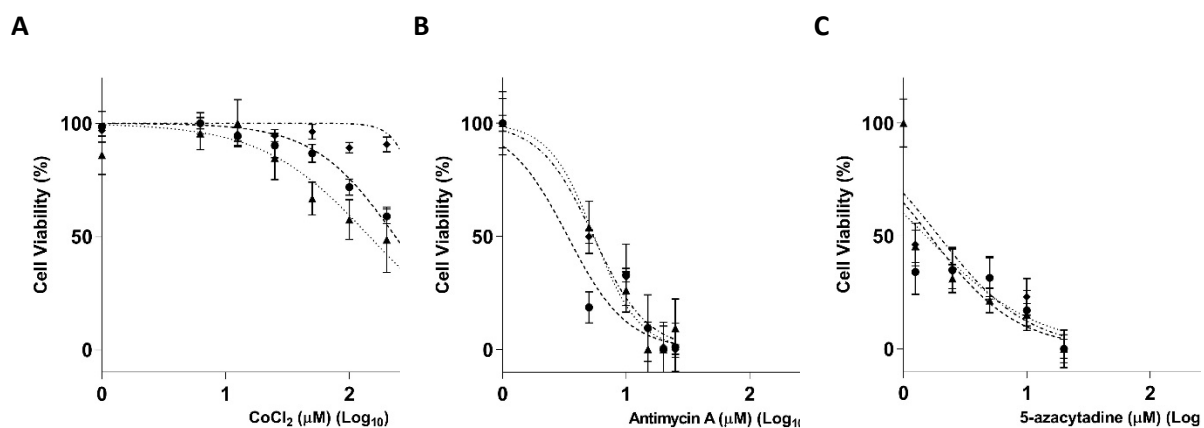 A
B
C
Cell Viability (%)
100
50
0
0
1
2
CoCl₂ (μM) (Log₁₀)
Cell Viability (%)
100
50
0
0
1
2
Antimycin A (μM) (Log₁₀
Cell Viability (%)
100
50
0
0
1
2
5-azacytadine (μM) (Log